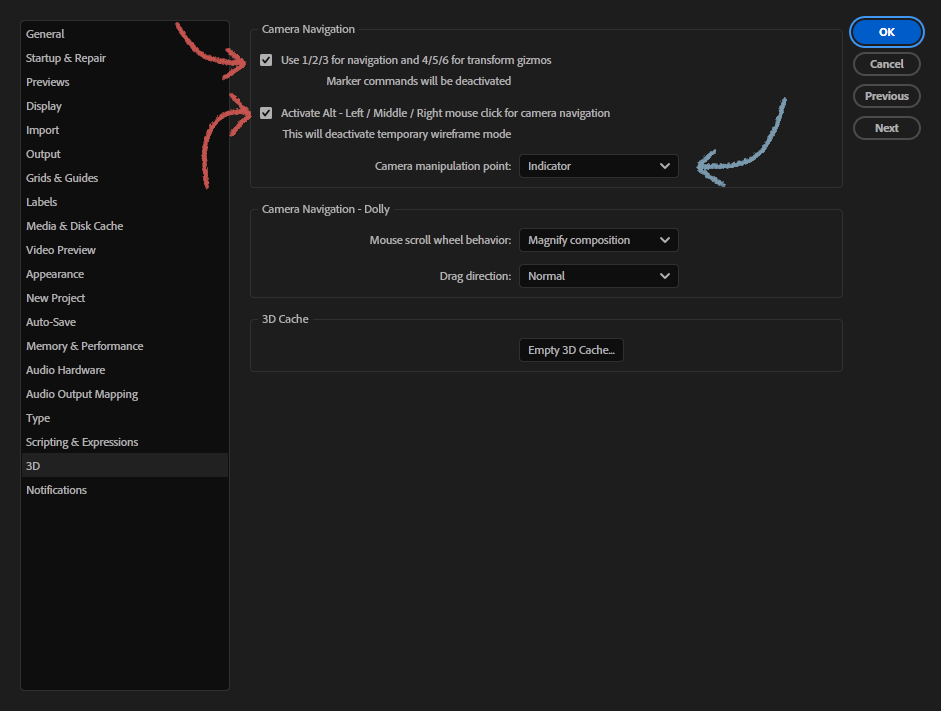 General
Startup & Repair
Previews
Display
Import
Output
Grids & Guides
Labels
Media & Disk Cache
Video Preview
Appearance
New Project
Auto-Save
Memory & Performance
Audio Hardware
Audio Output Mapping
Type
Scripting & Expressions
3D
Notifications
Camera Navigation
Use 1/2/3 for navigation and 4/5/6 for transform gizmos
Marker commands will be deactivated
Activate Alt - Left / Middle / Right mouse click for camera navigation
This will deactivate temporary wireframe mode
Camera manipulation point: Indicator
Camera Navigation - Dolly
Mouse scroll wheel behavior: Magnify composition
Drag direction: Normal
3D Cache
Empty 3D Cache...
OK
Cancel
Previous
Next